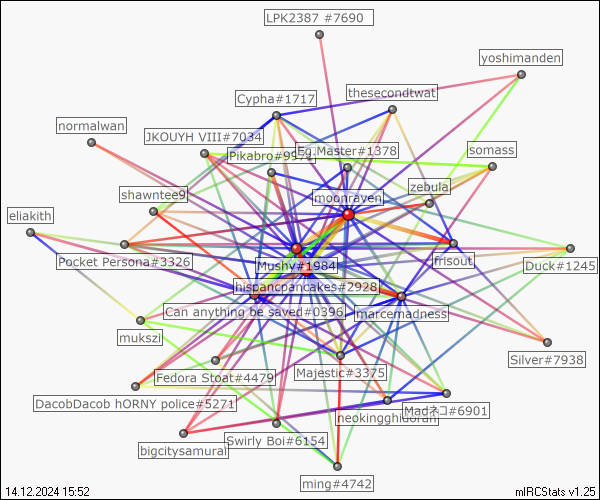 LPK2387 #7690
yoshimanden
thesecondtwat
Cypha#1717
normalwan
JKOUYH VIII#7034
Eg.Master#1378
somass
zebula
shawntee9
moonraven
eliakith
Pocket Persona#3326
frisout
Mushy#1984
Duck#1245
hispancpancakes#2928
Can anything be saved#0396
marcemadness
mukszi
Silver#7938
Majestic#3375
Fedora Stoat#4479
DacobDacob hORNY police#5271
Madネコ#6901
neokingghidorah
Swirly Boi#6154
bigcitysamurai
ming#4742
14.12.2024 15:52
mIRCStats v1.25